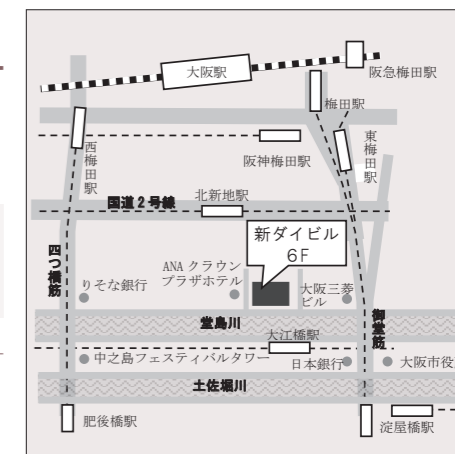 大阪駅
阪急梅田駅
梅田駅
東梅田駅
西梅田駅
阪神梅田駅
国道2号線
北新地駅
新ダイビル
6F
四つ橋筋
りそな銀行
ANA クラウン
プラザホテル
大阪三菱
ビル
堂島川
御堂筋
大江橋駅
中之島フェスティバルタワー
日本銀行
大阪市役
土佐堀川
肥後橋駅
淀屋橋駅